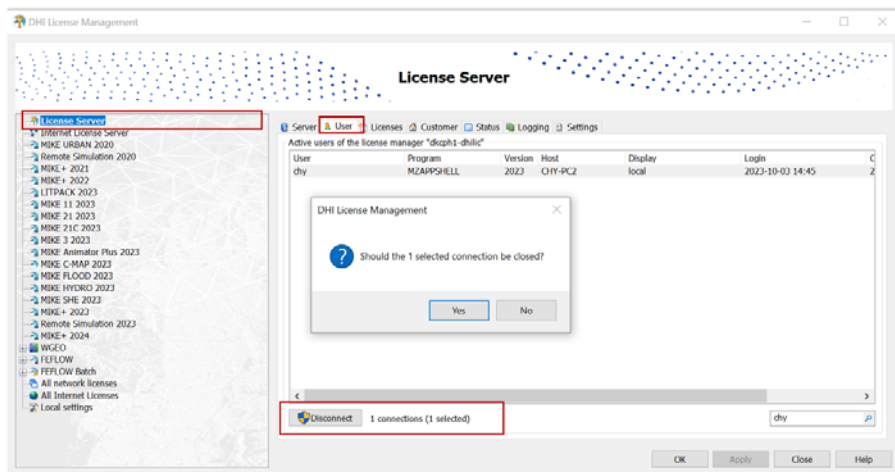 DHI License Management
License Server
License Server
Internet License Server
MIKE URBAN 2020
Remote Simulation 2020
MIKE+ 2021
MIKE+ 2022
LITPACK 2023
MIKE 11 2023
MIKE 21 2023
MIKE 21C 2023
MIKE 3 2023
MIKE Animator Plus 2023
MIKE C-MAP 2023
MIKE FLOOD 2023
MIKE HYDRO 2023
MIKE SHE 2023
MIKE+ 2023
Remote Simulation 2023
MIKE+ 2024
WGEO
FEFLOW
FEFLOW Batch
All network licenses
All Internet Licenses
Local settings
Server User Licenses Customer Status Logging Settings
Active users of the license manager "dkcph1-dhilic"
User Program Version Host Display Login C
chy MZAPPSHELL 2023 CHY-PC2 local 2023-10-03 14:45 2
DHI License Management
Should the 1 selected connection be closed?
Yes No
Disconnect 1 connections (1 selected) chy
OK Apply Close Help